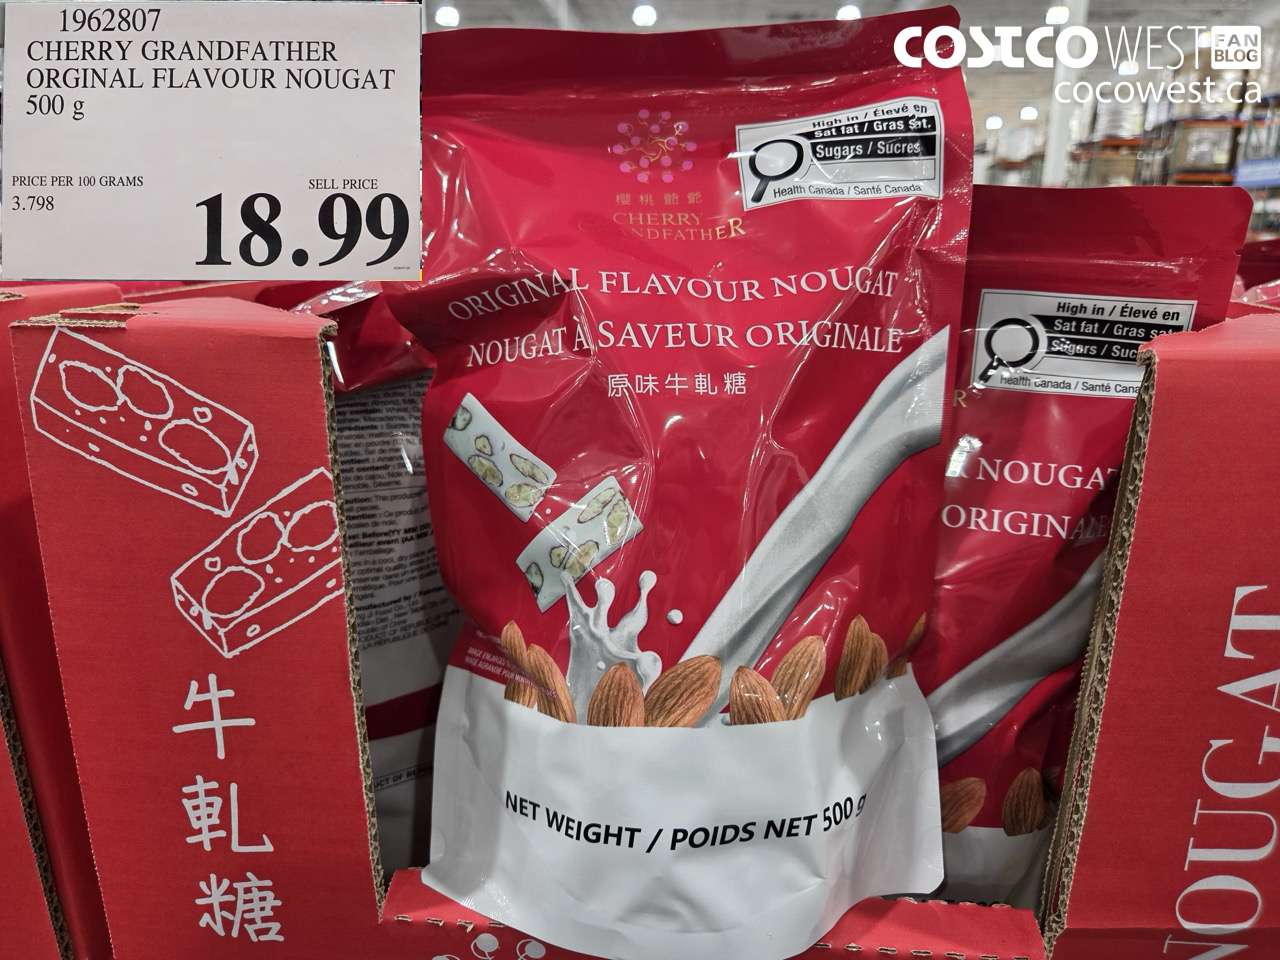 1962807
CHERRY GRANDFATHER
ORGINAL FLAVOUR NOUGAT
500 g
PRICE PER 100 GRAMS
3.798
SELL PRICE
18.99
COSTCO WEST FAN BLOG
cocowest.ca
High in / Élevé en
Sat fat / Gras sat.
Sugars / Sucres
Health Canada / Santé Canada
櫻桃爺爺
CHERRY
GRANDFATHER
ORIGINAL FLAVOUR NOUGAT
NOUGAT À SAVEUR ORIGINALE
原味牛軋糖
NET WEIGHT / POIDS NET 500 g
High in / Élevé en
Sat fat / Gras sat
Sugars / Suc
Health Canada / Santé Cana
R NOUGAT
ORIGINALE
牛軋糖
NOUGAT